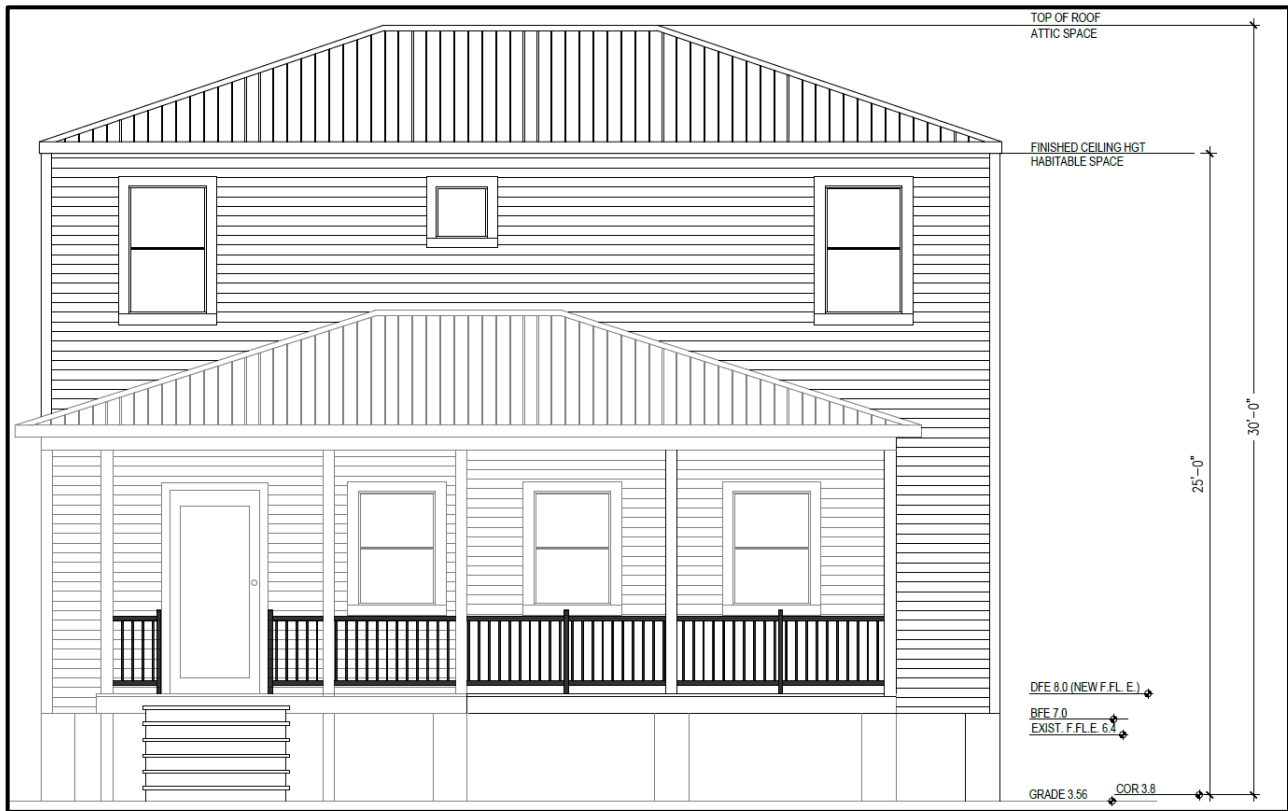 TOP OF ROOF
ATTIC SPACE
FINISHED CEILING HGT
HABITABLE SPACE
30'-0"
25'-0"
DFE 8.0 (NEW F.FL. E.)
BFE 7.0
EXIST. F.FL.E. 6.4
GRADE 3.56
COR 3.8